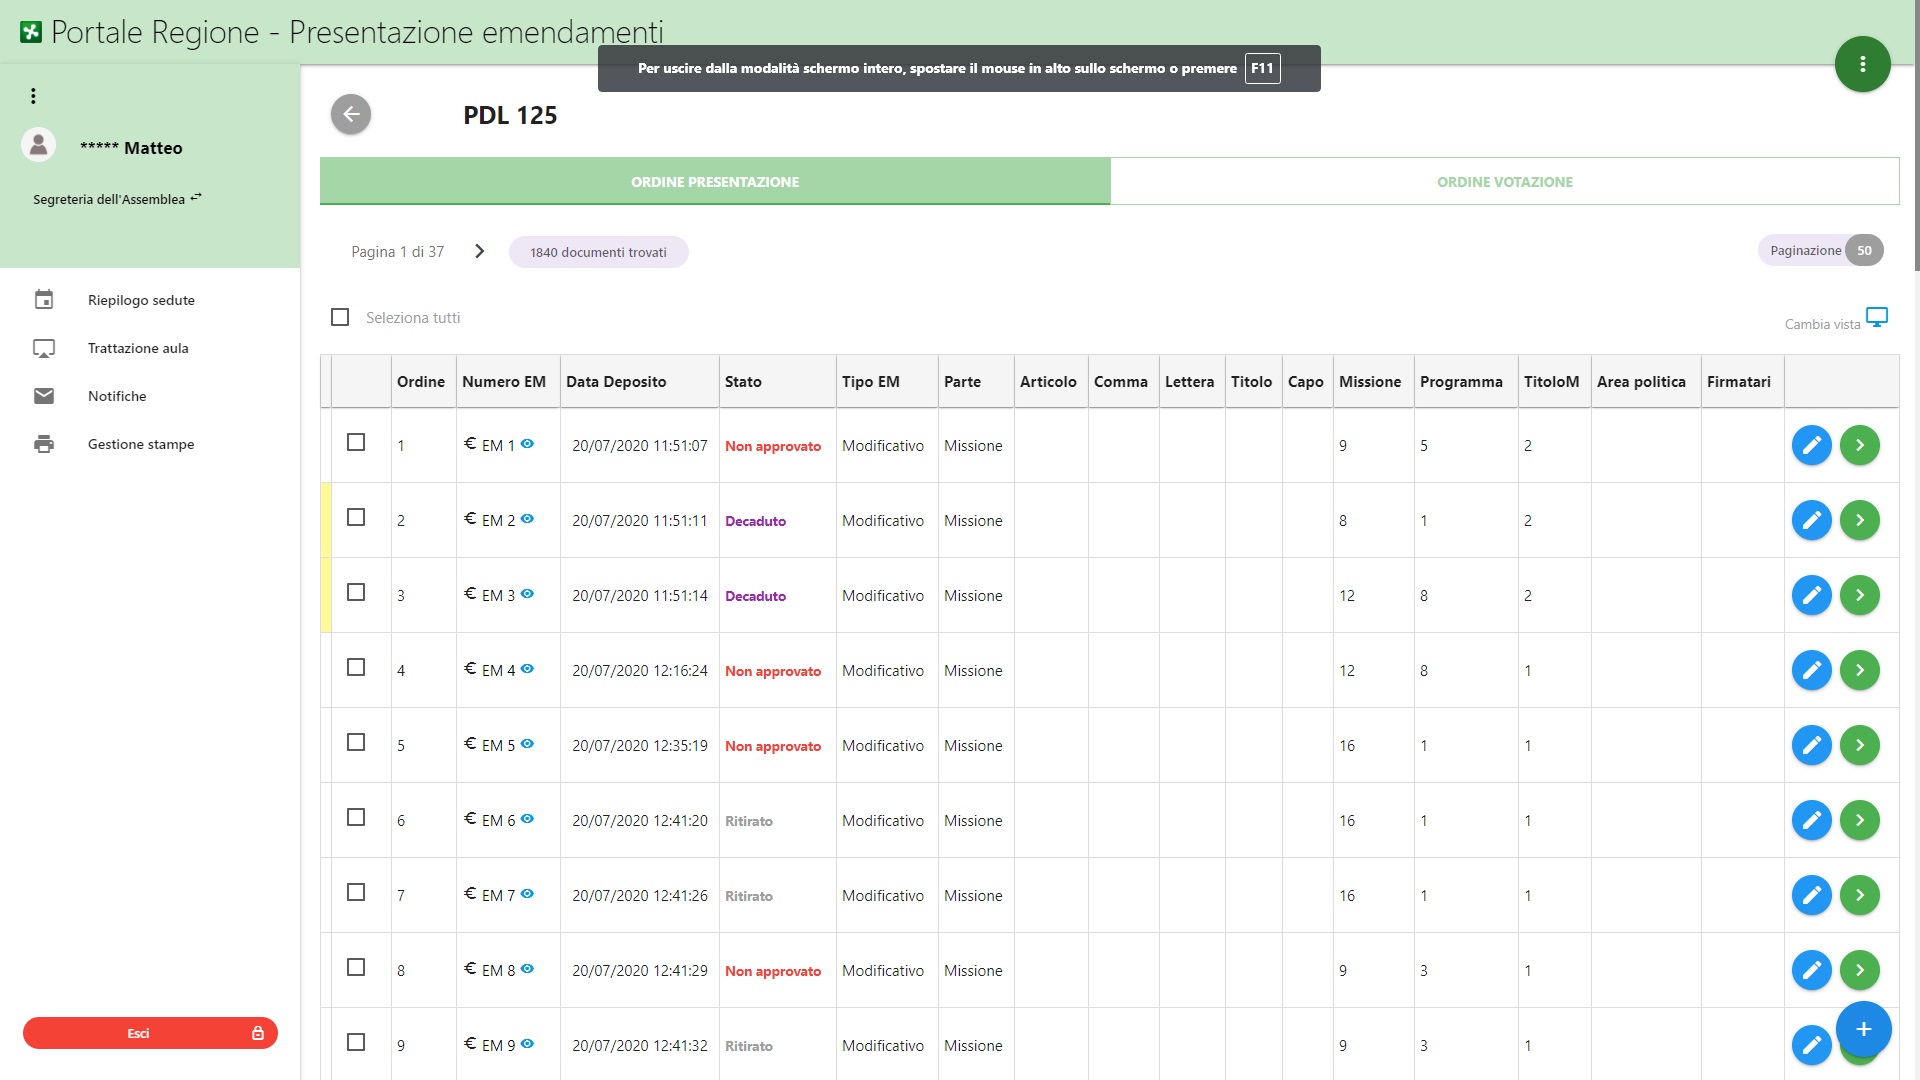 Portale Regione - Presentazione emendamenti
Per uscire dalla modalità schermo intero, spostare il mouse in alto sullo schermo o premere F11
***** Matteo
Segreteria dell'Assemblea
Riepilogo sedute
Trattazione aula
Notifiche
Gestione stampe
Esci
PDL 125
ORDINE PRESENTAZIONE ORDINE VOTAZIONE
Pagina 1 di 37 1840 documenti trovati Paginazione 50
Seleziona tutti Cambia vista
Ordine Numero EM Data Deposito Stato Tipo EM Parte Articolo Comma Lettera Titolo Capo Missione Programma TitoloM Area politica Firmatari
1 € EM 1 20/07/2020 11:51:07 Non approvato Modificativo Missione 9 5 2
2 € EM 2 20/07/2020 11:51:11 Decaduto Modificativo Missione 8 1 2
3 € EM 3 20/07/2020 11:51:14 Decaduto Modificativo Missione 12 8 2
4 € EM 4 20/07/2020 12:16:24 Non approvato Modificativo Missione 12 8 1
5 € EM 5 20/07/2020 12:35:19 Non approvato Modificativo Missione 16 1 1
6 € EM 6 20/07/2020 12:41:20 Ritirato Modificativo Missione 16 1 1
7 € EM 7 20/07/2020 12:41:26 Ritirato Modificativo Missione 16 1 1
8 € EM 8 20/07/2020 12:41:29 Non approvato Modificativo Missione 9 3 1
9 € EM 9 20/07/2020 12:41:32 Ritirato Modificativo Missione 9 3 1